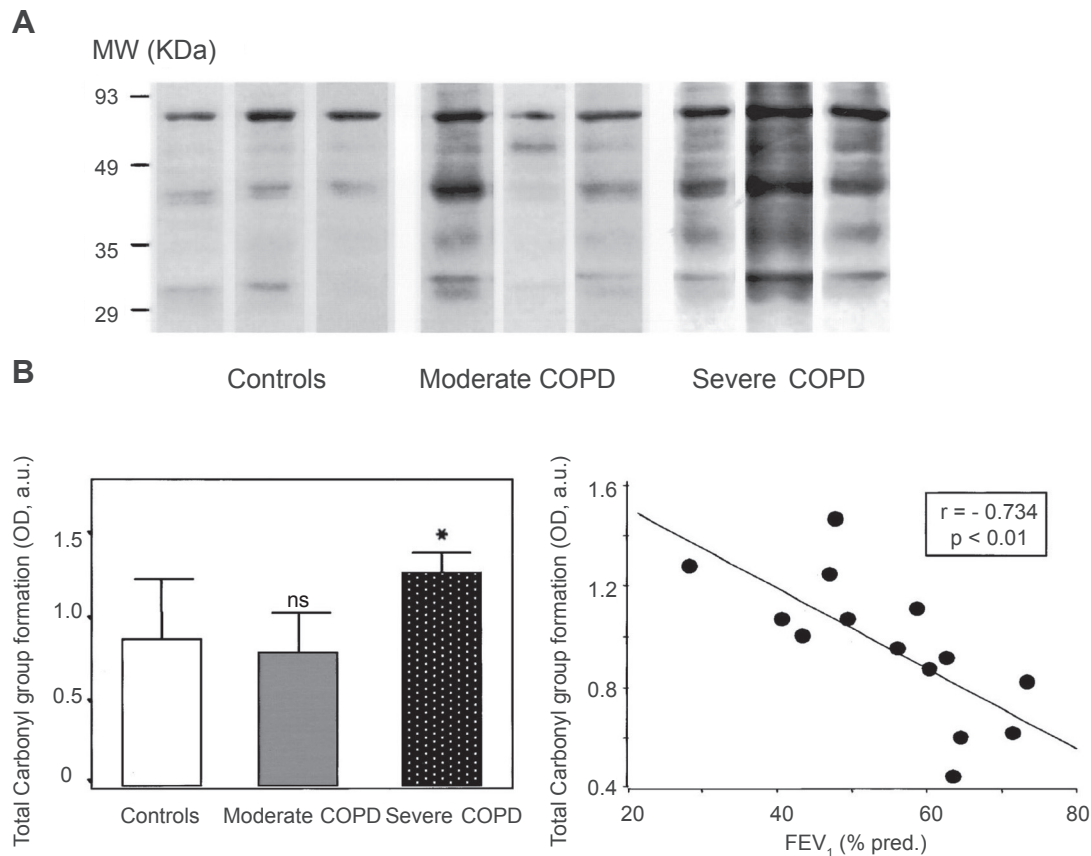 A
MW (KDa)
93
49
35
29
Controls
Moderate COPD
Severe COPD
B
Total Carbonyl group formation (OD, a.u.)
1.5
1.0
0.5
0
ns
*
Controls
Moderate COPD
Severe COPD
Total Carbonyl group formation (OD, a.u.)
1.6
1.2
0.8
0.4
r = - 0.734
p < 0.01
20
40
60
80
FEV1 (% pred.)